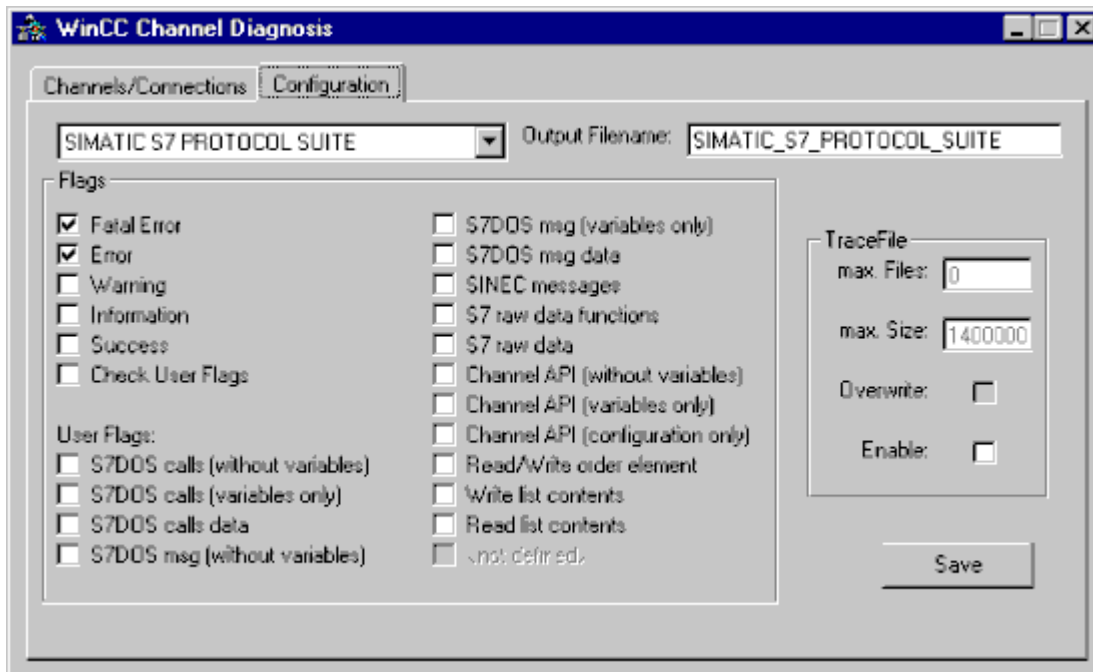 WinCC Channel Diagnosis
Channels/Connections
Configuration
SIMATIC S7 PROTOCOL SUITE
Output Filename:
SIMATIC_S7_PROTOCOL_SUITE
Flags
Fatal Error
Error
Warning
Information
Success
Check User Flags
User Flags:
S7DOS calls (without variables)
S7DOS calls (variables only)
S7DOS calls data
S7DOS msg (without variables)
S7DOS msg (variables only)
S7DOS msg data
SINEC messages
S7 raw data functions
S7 raw data
Channel API (without variables)
Channel API (variables only)
Channel API (configuration only)
Read/Write order element
Write list contents
Read list contents
<not defined>
TraceFile
max. Files:
0
max. Size:
1400000
Overwrite:
Enable:
Save